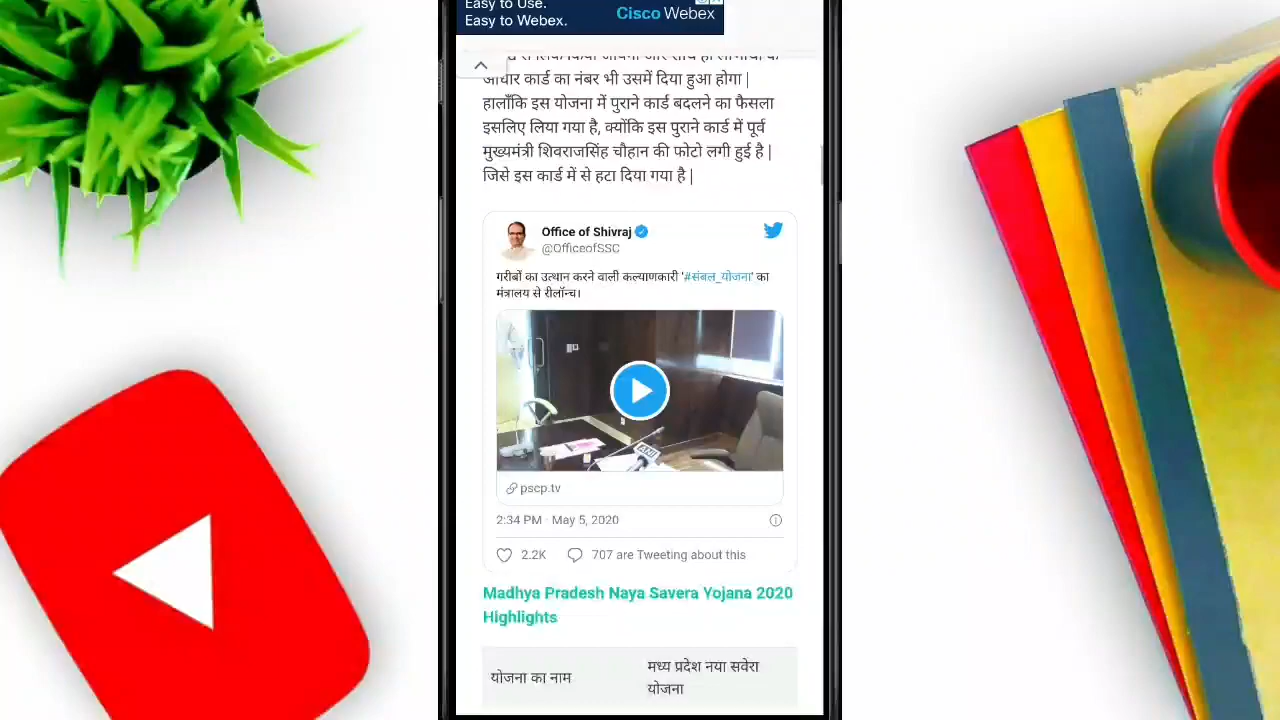 Easy to Use.
Easy to Webex.
Cisco Webex
आधार कार्ड का नंबर भी उसमें दिया हुआ होगा |
हालाँकि इस योजना में पुराने कार्ड बदलने का फैसला
इसलिए लिया गया है, क्योंकि इस पुराने कार्ड में पूर्व
मुख्यमंत्री शिवराजसिंह चौहान की फोटो लगी हुई है |
जिसे इस कार्ड में से हटा दिया गया है |
Office of Shivraj
@OfficeofSSC
गरीबों का उत्थान करने वाली कल्याणकारी '#संबल_योजना' का
मंत्रालय से रीलॉन्च।
ANI
pscp.tv
2:34 PM · May 5, 2020
2.2K 707 are Tweeting about this
Madhya Pradesh Naya Savera Yojana 2020
Highlights
योजना का नाम
मध्य प्रदेश नया सवेरा
योजना